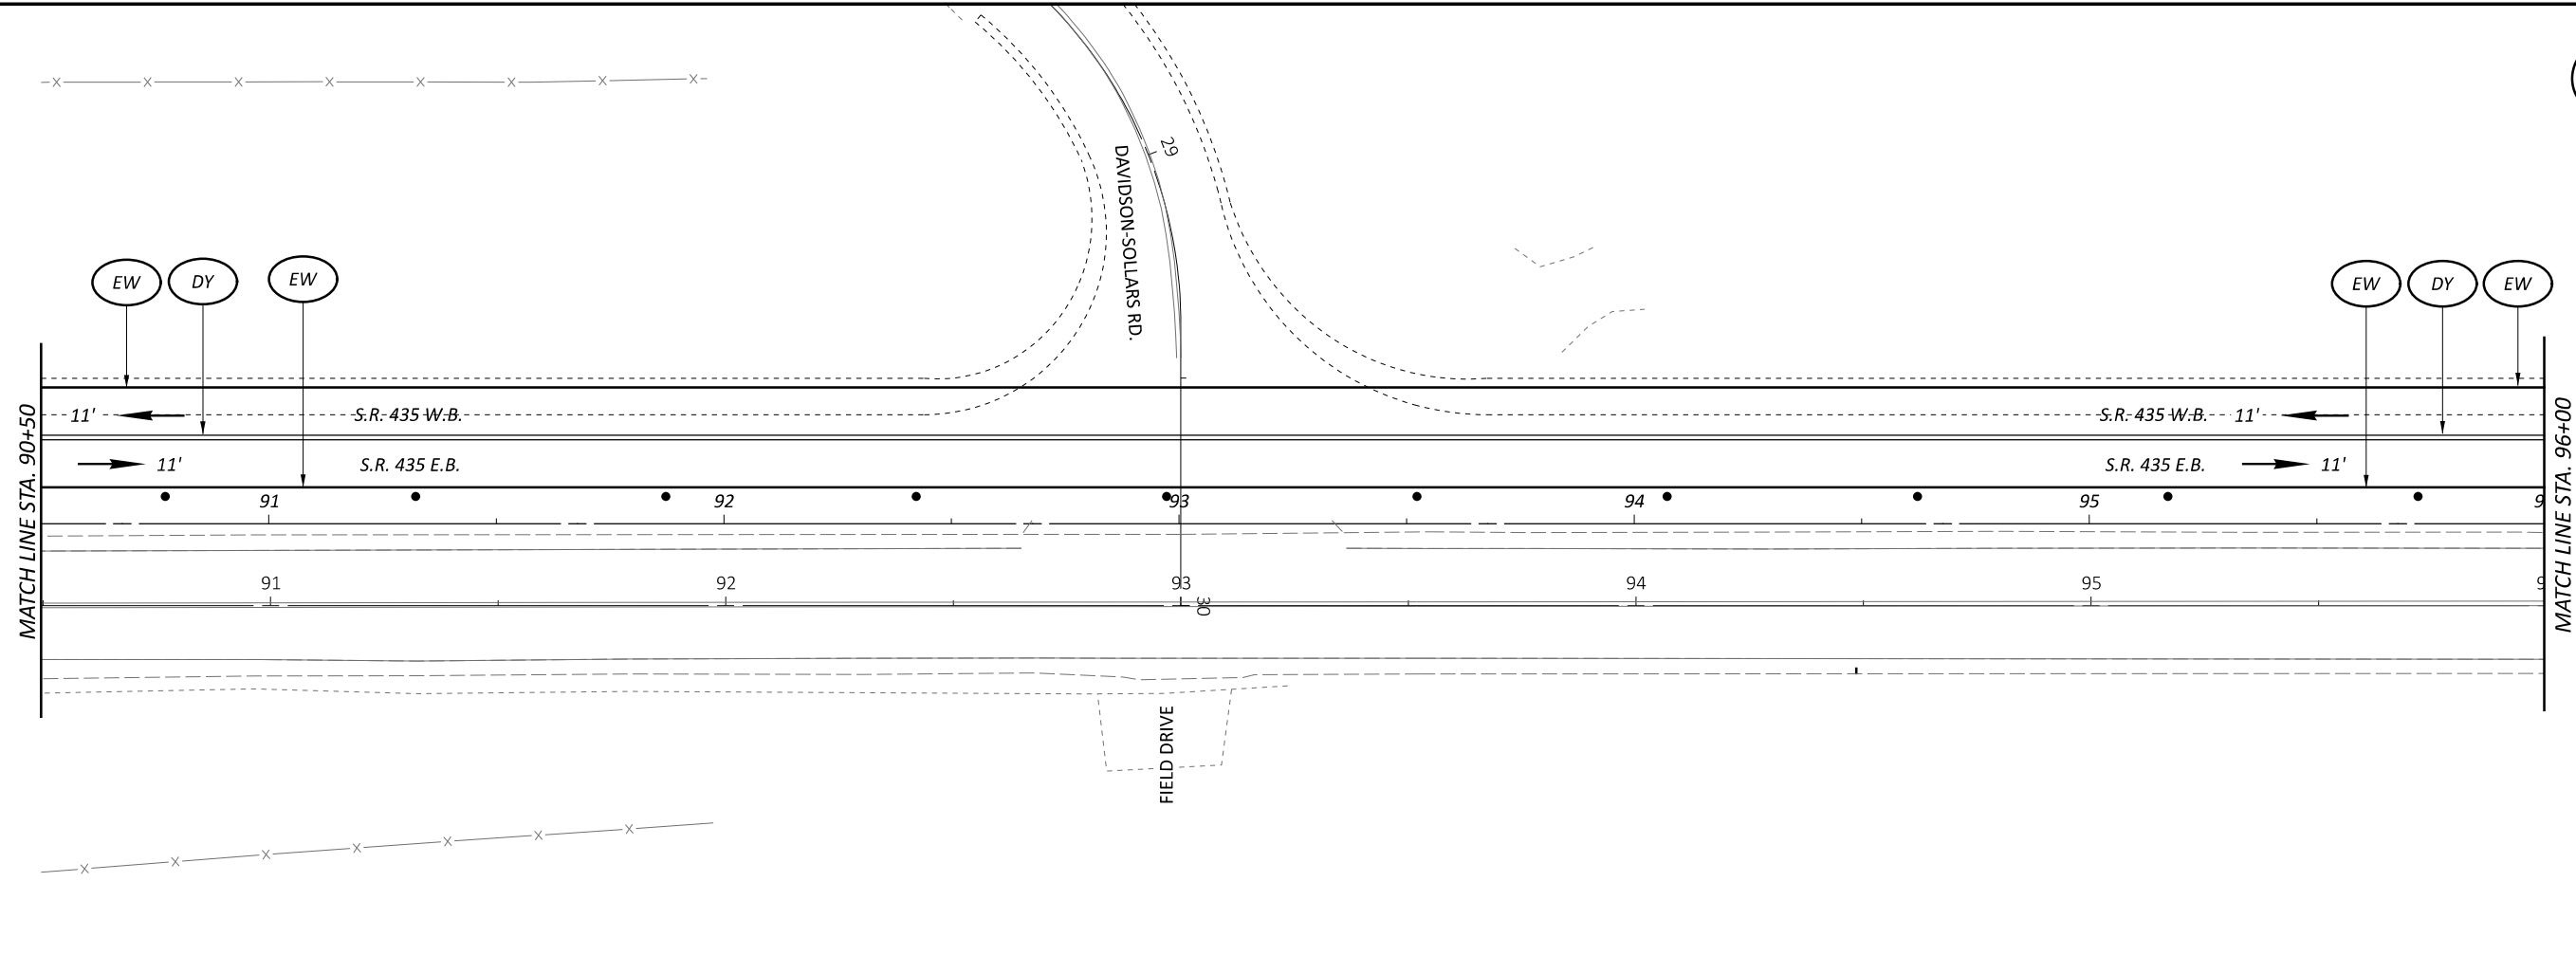 29
DAVIDSON-SOLLARS RD.
EW DY EW
EW DY EW
MATCH LINE STA. 90+50
11' S.R. 435 W.B.
S.R. 435 W.B. 11'
11' S.R. 435 E.B.
S.R. 435 E.B. 11'
91 92 93 94 95 9
91 92 93 94 95 9
30
MATCH LINE STA. 96+00
FIELD DRIVE